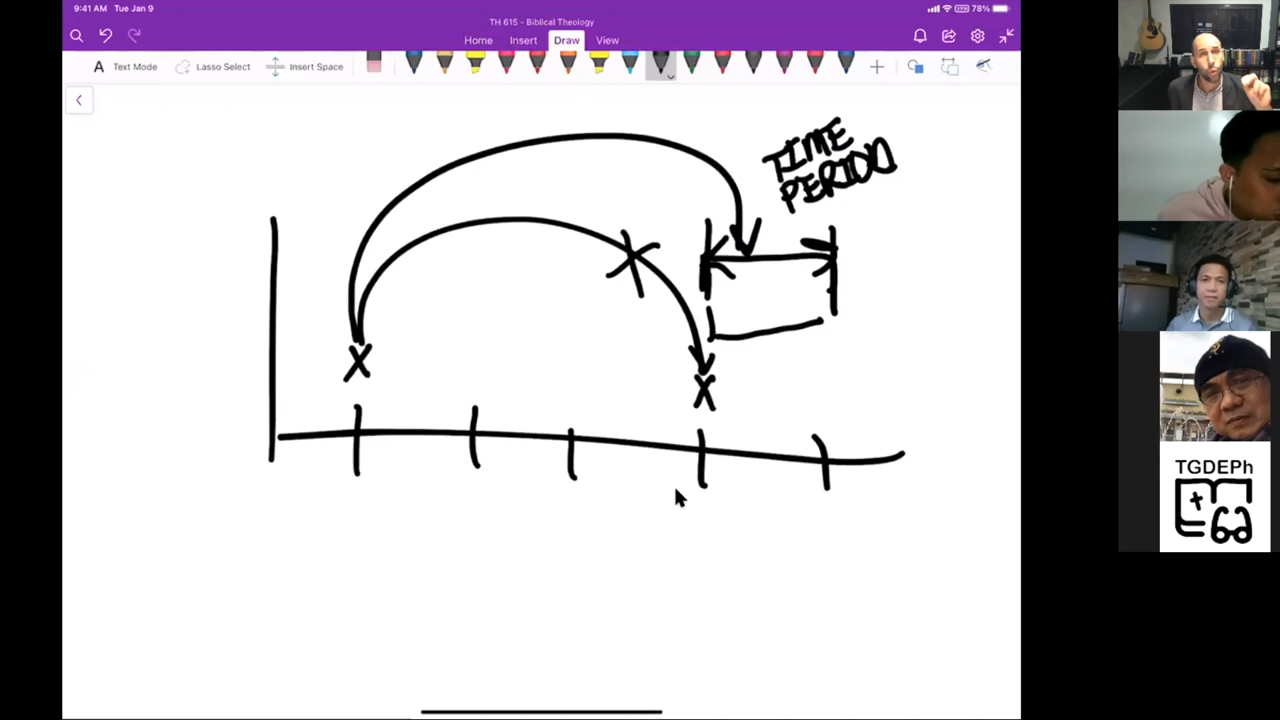 9:41 AM Tue Jan 9
78%
TH 615 - Biblical Theology
Home Insert Draw View
A Text Mode Lasso Select Insert Space
TIME
PERIOD
X
X
TGDEPh